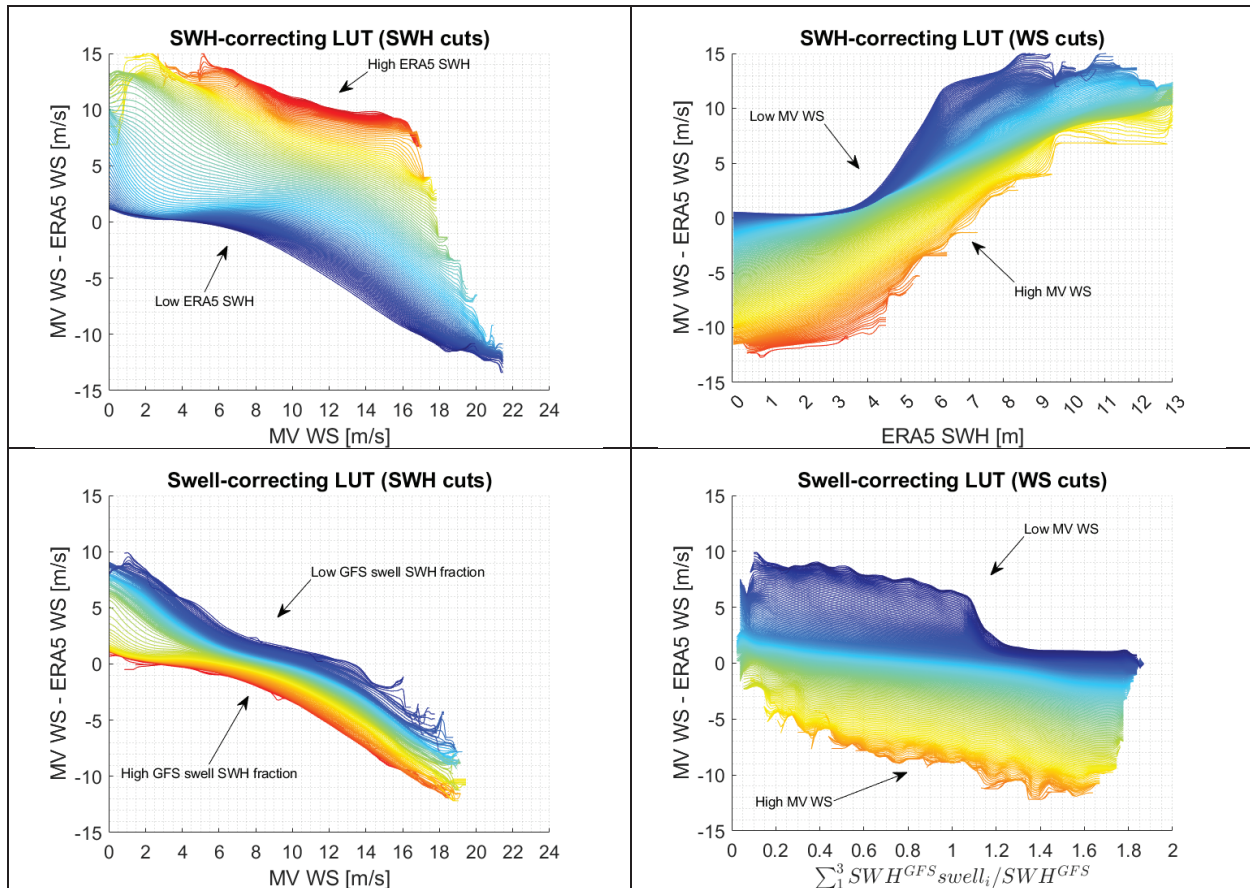 SWH-correcting LUT (SWH cuts)
15
10
5
0
-5
-10
-15
MV WS - ERA5 WS [m/s]
High ERA5 SWH
Low ERA5 SWH
0 2 4 6 8 10 12 14 16 18 20 22 24
MV WS [m/s]
SWH-correcting LUT (WS cuts)
15
10
5
0
-5
-10
-15
MV WS - ERA5 WS [m/s]
Low MV WS
High MV WS
0 1 2 3 4 5 6 7 8 9 10 11 12 13
ERA5 SWH [m]
Swell-correcting LUT (SWH cuts)
15
10
5
0
-5
-10
-15
MV WS - ERA5 WS [m/s]
Low GFS swell SWH fraction
High GFS swell SWH fraction
0 2 4 6 8 10 12 14 16 18 20 22 24
MV WS [m/s]
Swell-correcting LUT (WS cuts)
15
10
5
0
-5
-10
-15
MV WS - ERA5 WS [m/s]
Low MV WS
High MV WS
0 0.2 0.4 0.6 0.8 1 1.2 1.4 1.6 1.8 2
∑₁³ SWH^GFS swell_i/SWH^GFS